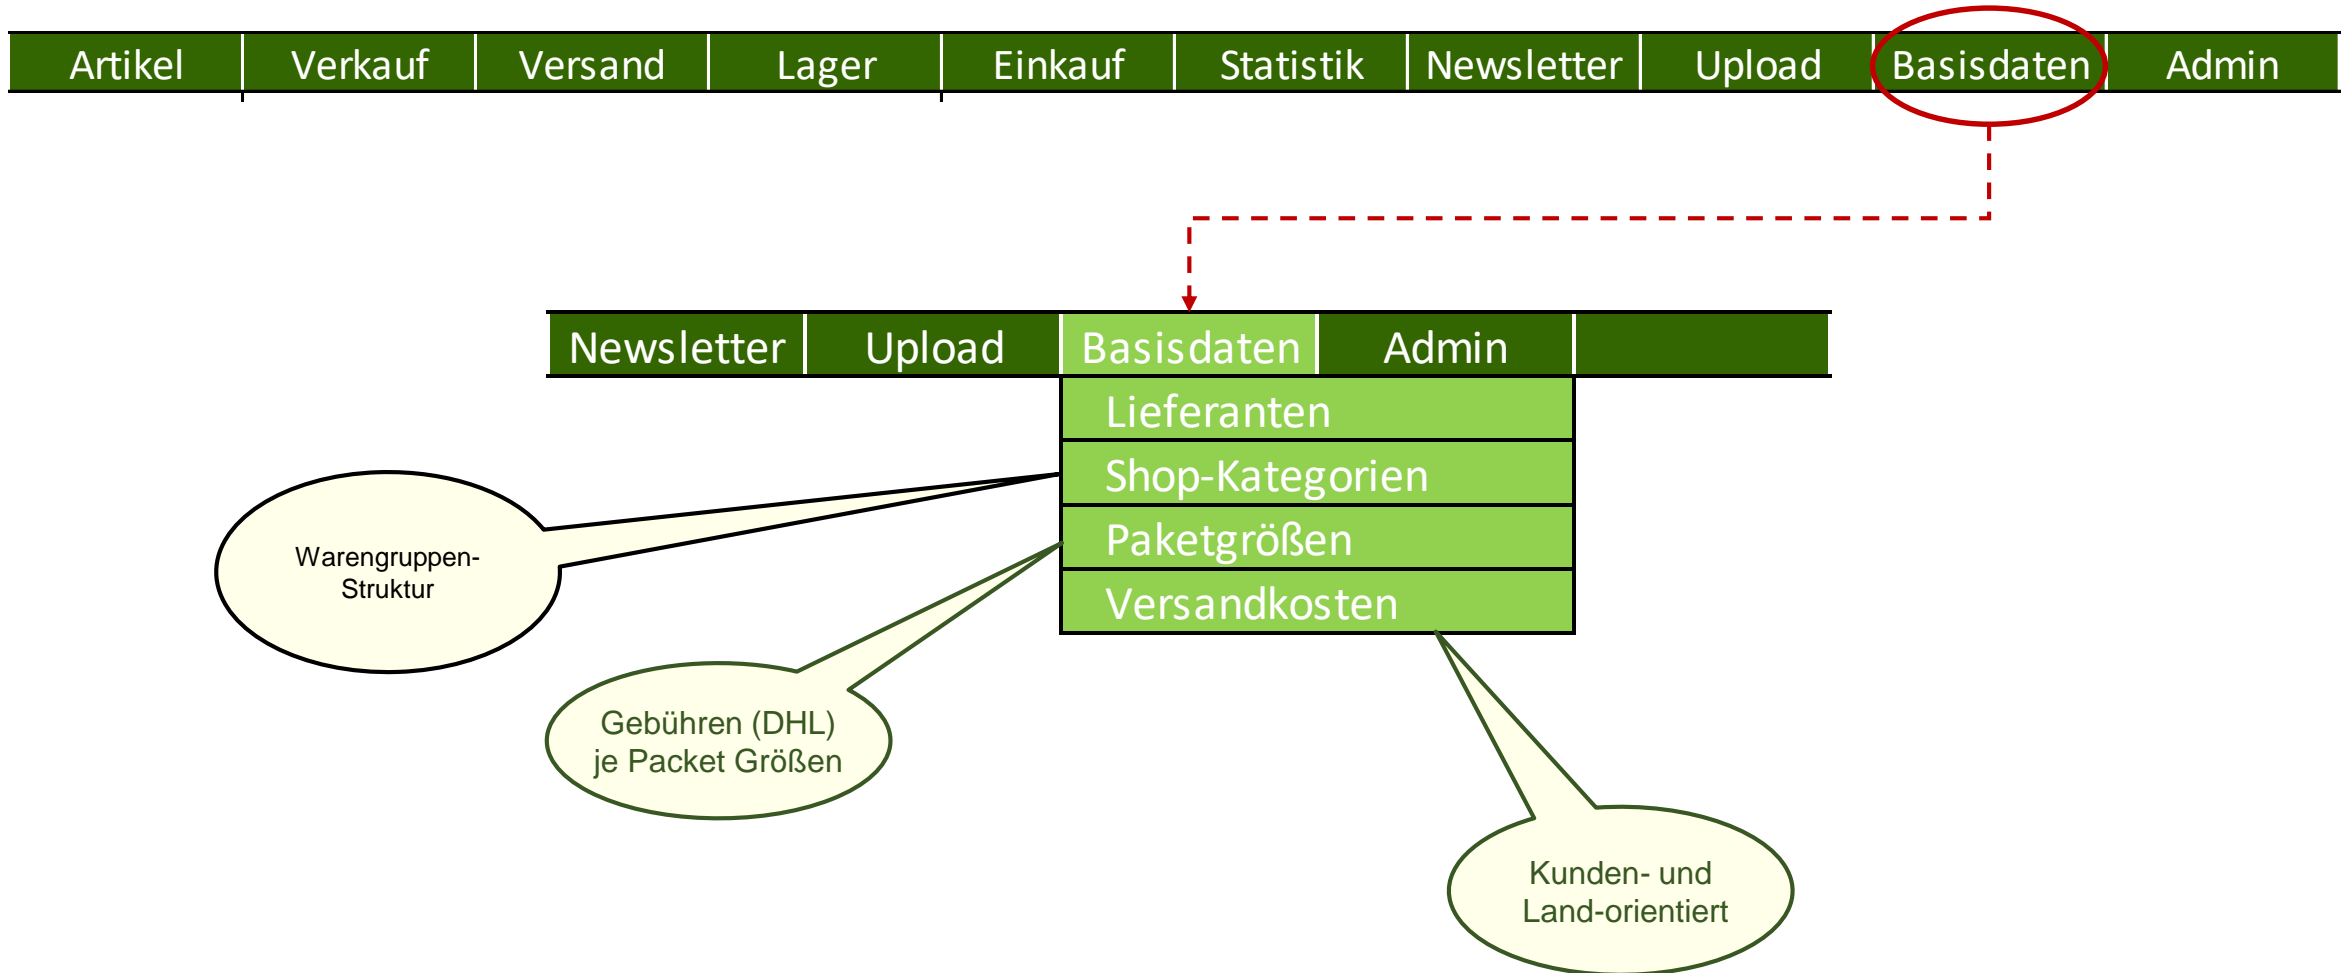 Artikel Verkauf Versand Lager Einkauf Statistik Newsletter Upload Basisdaten Admin
Newsletter Upload Basisdaten Admin
Lieferanten
Shop-Kategorien
Paketgrößen
Versandkosten
Warengruppen-
Struktur
Gebühren (DHL)
je Packet Größen
Kunden- und
Land-orientiert